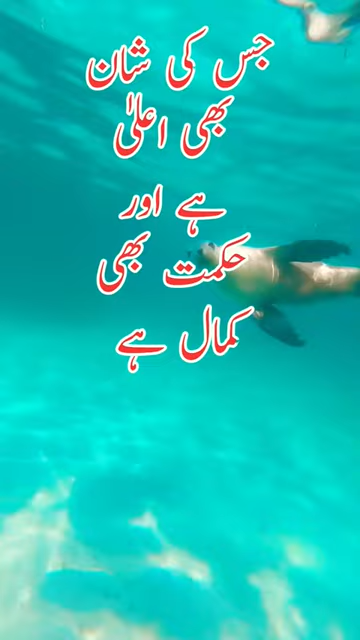 جس کی شان
بھی اعلیٰ
ہے اور
حکمت بھی
کمال ہے